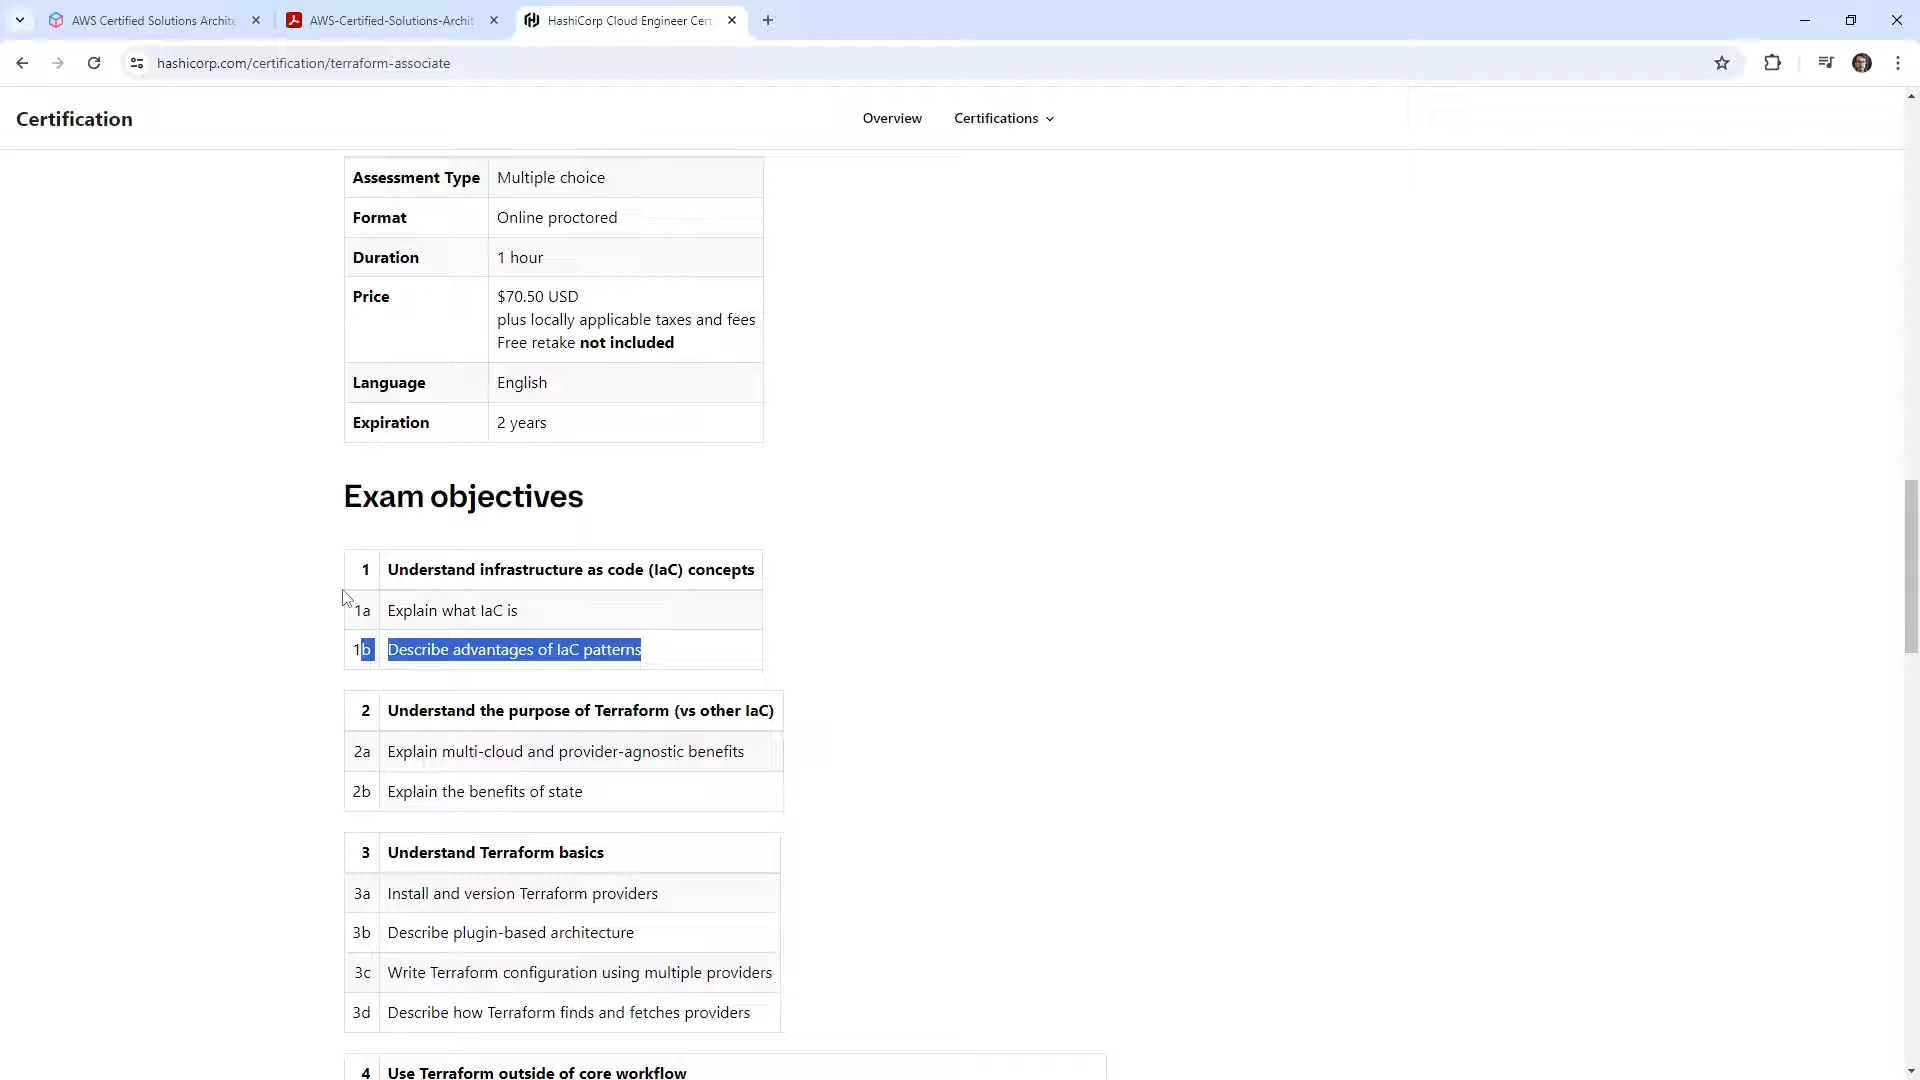 AWS Certified Solutions Archite
AWS-Certified-Solutions-Archit
HashiCorp Cloud Engineer Cert
hashicorp.com/certification/terraform-associate
Certification
Overview
Certifications
Assessment Type Multiple choice
Format Online proctored
Duration 1 hour
Price $70.50 USD
plus locally applicable taxes and fees
Free retake not included
Language English
Expiration 2 years
Exam objectives
1 Understand infrastructure as code (IaC) concepts
1a Explain what IaC is
1b Describe advantages of IaC patterns
2 Understand the purpose of Terraform (vs other IaC)
2a Explain multi-cloud and provider-agnostic benefits
2b Explain the benefits of state
3 Understand Terraform basics
3a Install and version Terraform providers
3b Describe plugin-based architecture
3c Write Terraform configuration using multiple providers
3d Describe how Terraform finds and fetches providers
4 Use Terraform outside of core workflow